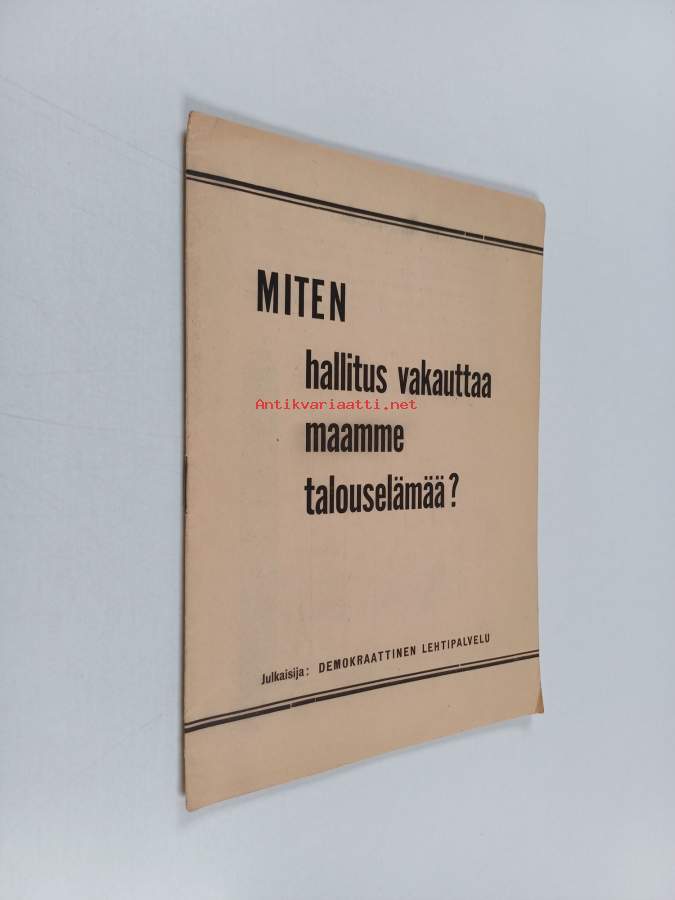 MITEN
hallitus vakauttaa
Antikvariaatti.net
maamme
talouselämää?
Julkaisija: DEMOKRAATTINEN LEHTIPALVELU